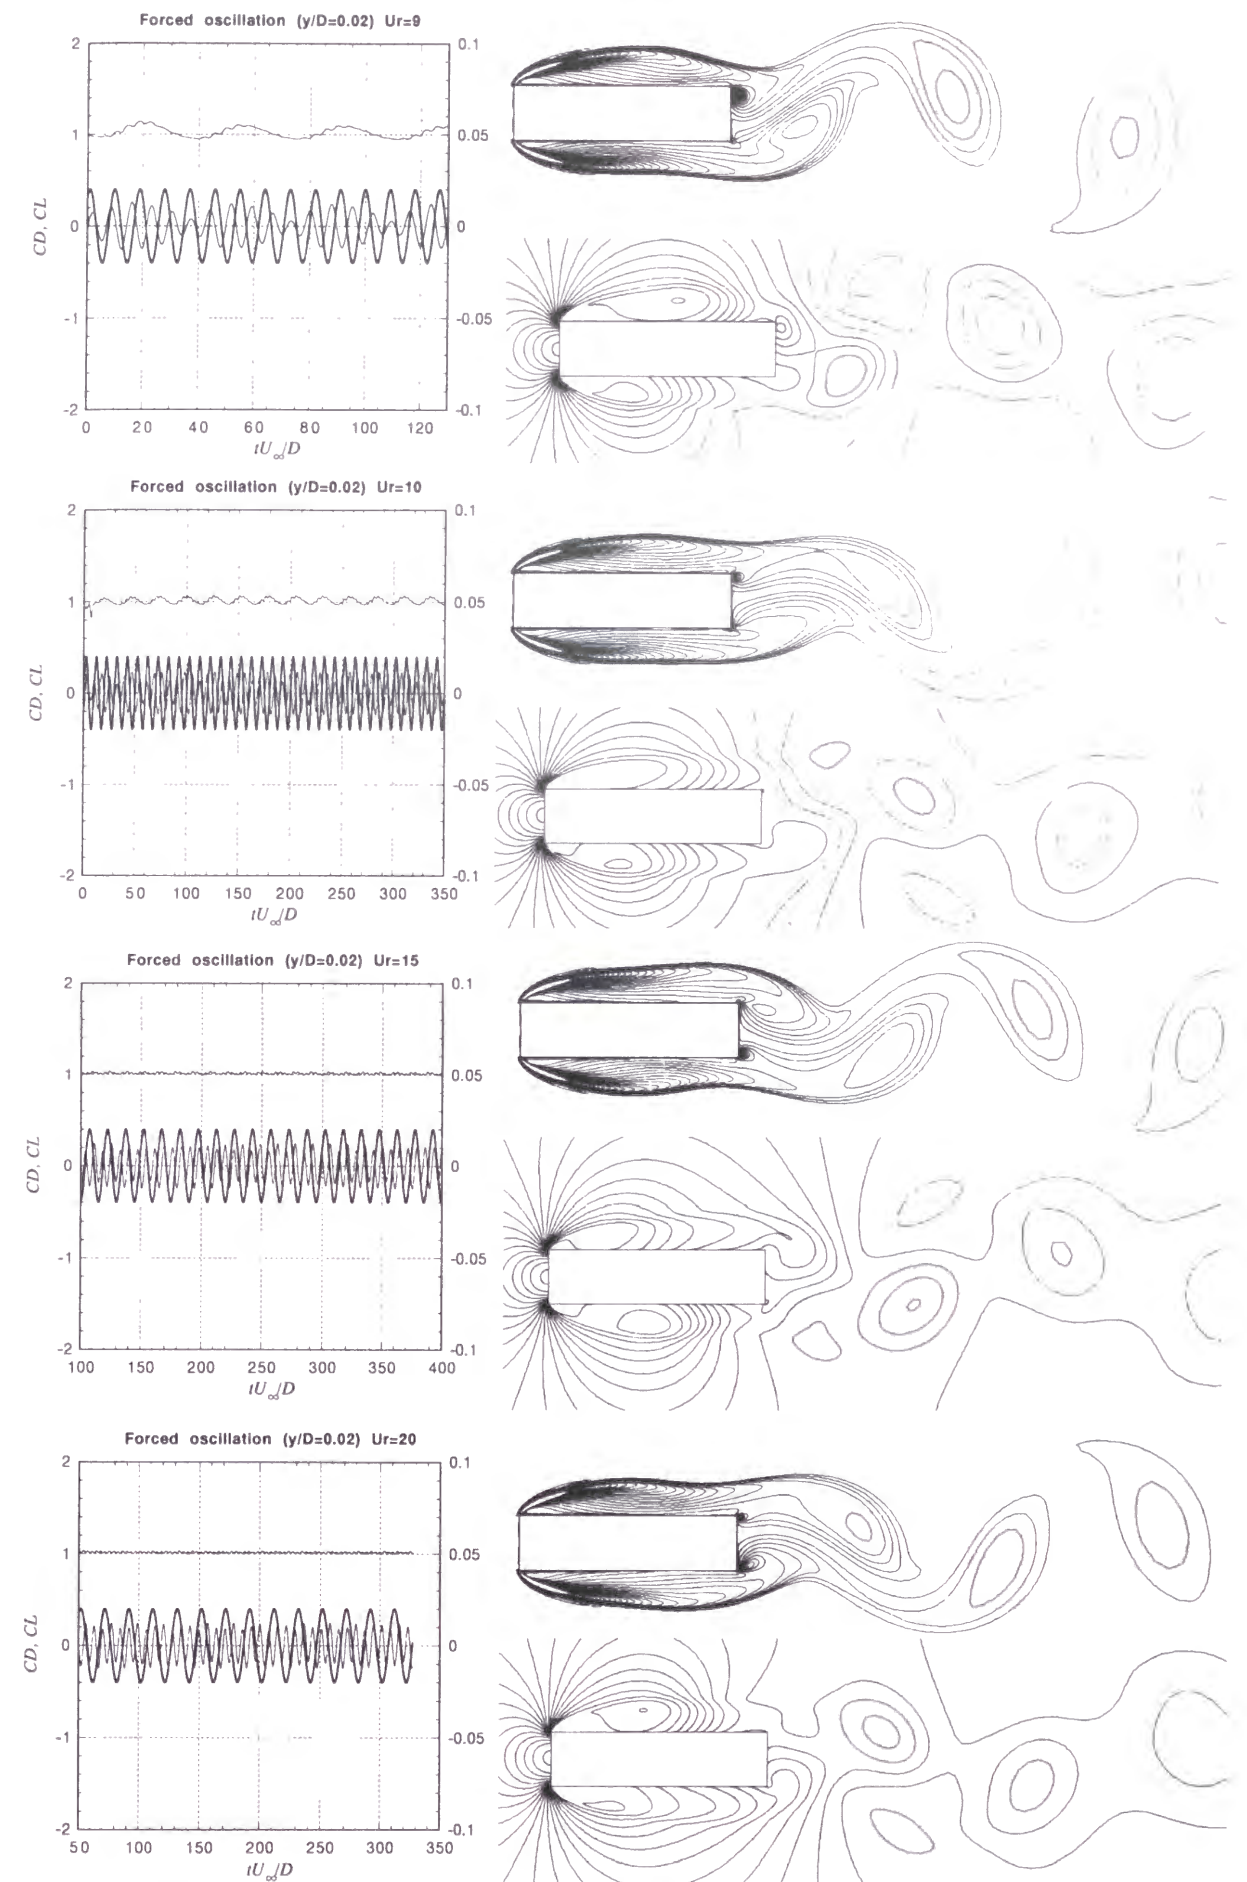 Forced oscillation (y/D=0.02) Ur=9
2
0.1
1
0.05
0
0
CD, CL
-1
-0.05
-2
-0.1
0 20 40 60 80 100 120
tU∞/D
Forced oscillation (y/D=0.02) Ur=10
2
0.1
1
0.05
0
0
CD, CL
-1
-0.05
-2
-0.1
0 50 100 150 200 250 300 350
tU∞/D
Forced oscillation (y/D=0.02) Ur=15
2
0.1
1
0.05
0
0
CD, CL
-1
-0.05
-2
-0.1
100 150 200 250 300 350 400
tU∞/D
Forced oscillation (y/D=0.02) Ur=20
2
0.1
1
0.05
0
0
CD, CL
-1
-0.05
-2
-0.1
50 100 150 200 250 300 350
tU∞/D